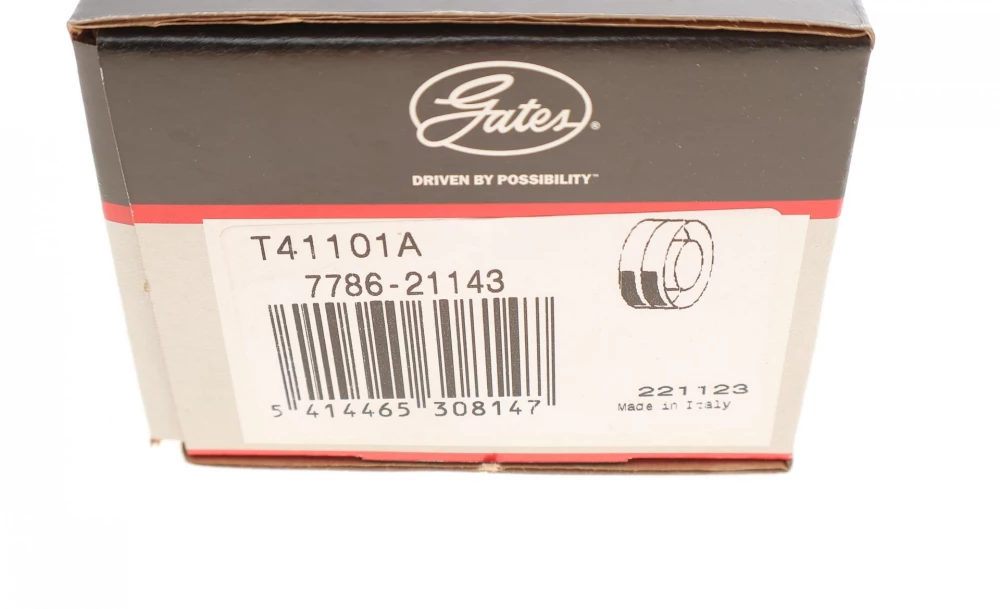 Gates®
DRIVEN BY POSSIBILITY™
T41101A
7786-21143
5 414465 308147
221123
Made in Italy